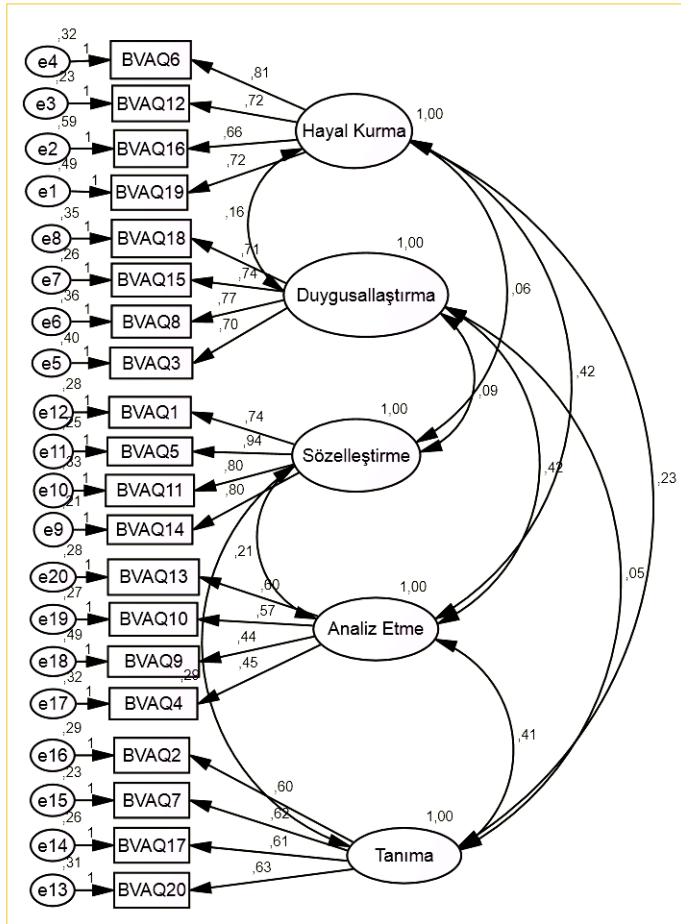 ,32
e4 1 BVAQ6
,81
,23
e3 1 BVAQ12
,72
1,00
Hayal Kurma
,59
e2 1 BVAQ16
,66
,49
e1 1 BVAQ19
,72
,16
,35
e8 1 BVAQ18
,71
1,00
,26
e7 1 BVAQ15
,74
Duygusallaştırma
,06
,36
e6 1 BVAQ8
,77
,40
e5 1 BVAQ3
,70
,42
,09
,28
e12 1 BVAQ1
,74
1,00
,25
e11 1 BVAQ5
,94
Sözelleştirme
,33
e10 1 BVAQ11
,80
,42
,23
,21
e9 1 BVAQ14
,80
,21
,28
e20 1 BVAQ13
,60
1,00
,05
,27
e19 1 BVAQ10
,57
Analiz Etme
,49
e18 1 BVAQ9
,44
,29
,32
e17 1 BVAQ4
,45
,29
e16 1 BVAQ2
,60
,41
,23
e15 1 BVAQ7
,62
1,00
,26
e14 1 BVAQ17
,61
Tanıma
,31
e13 1 BVAQ20
,63